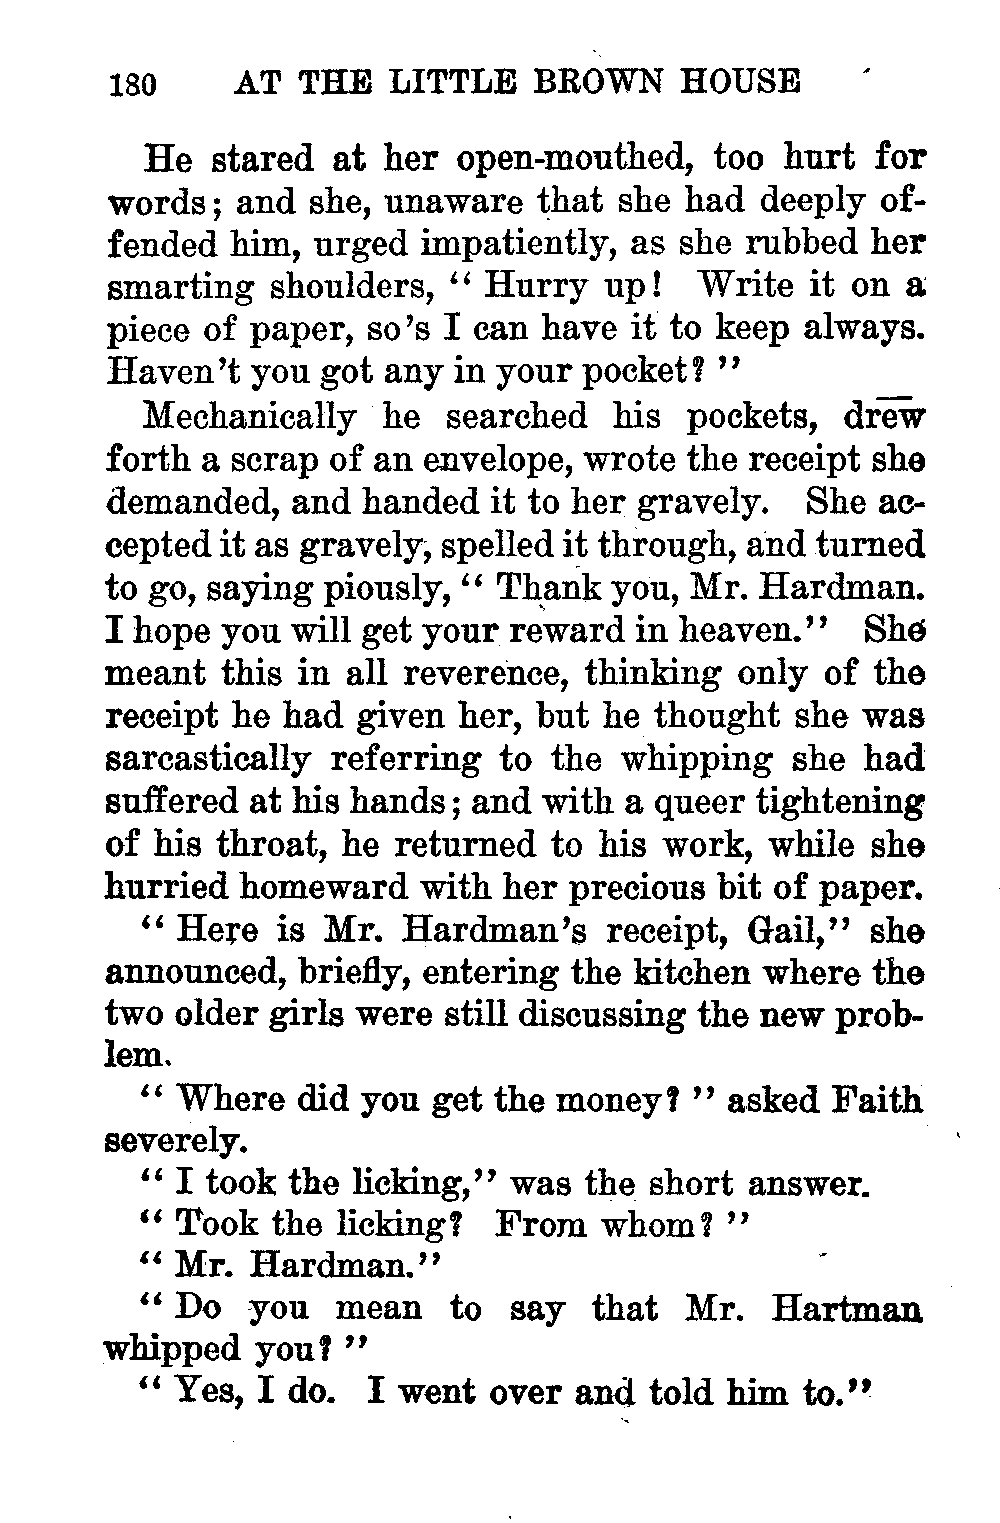 180 AT THE LITTLE BROWN HOUSE
He stared at her open-mouthed, too hurt for
words; and she, unaware that she had deeply of-
fended him, urged impatiently, as she rubbed her
smarting shoulders, “ Hurry up! Write it on a
piece of paper, so’s I can have it to keep always.
Haven’t you got any in your pocket? ”
Mechanically he searched his pockets, drew
forth a scrap of an envelope, wrote the receipt she
demanded, and handed it to her gravely. She ac-
cepted it as gravely, spelled it through, and turned
to go, saying piously, “ Thank you, Mr. Hardman.
I hope you will get your reward in heaven.” She
meant this in all reverence, thinking only of the
receipt he had given her, but he thought she was
sarcastically referring to the whipping she had
suffered at his hands; and with a queer tightening
of his throat, he returned to his work, while she
hurried homeward with her precious bit of paper.
“ Here is Mr. Hardman’s receipt, Gail,” she
announced, briefly, entering the kitchen where the
two older girls were still discussing the new prob-
lem.
“ Where did you get the money? ” asked Faith
severely.
“ I took the licking,” was the short answer.
“ Took the licking? From whom? ”
“ Mr. Hardman.”
“ Do you mean to say that Mr. Hartman
whipped you? ”
“ Yes, I do. I went over and told him to.”